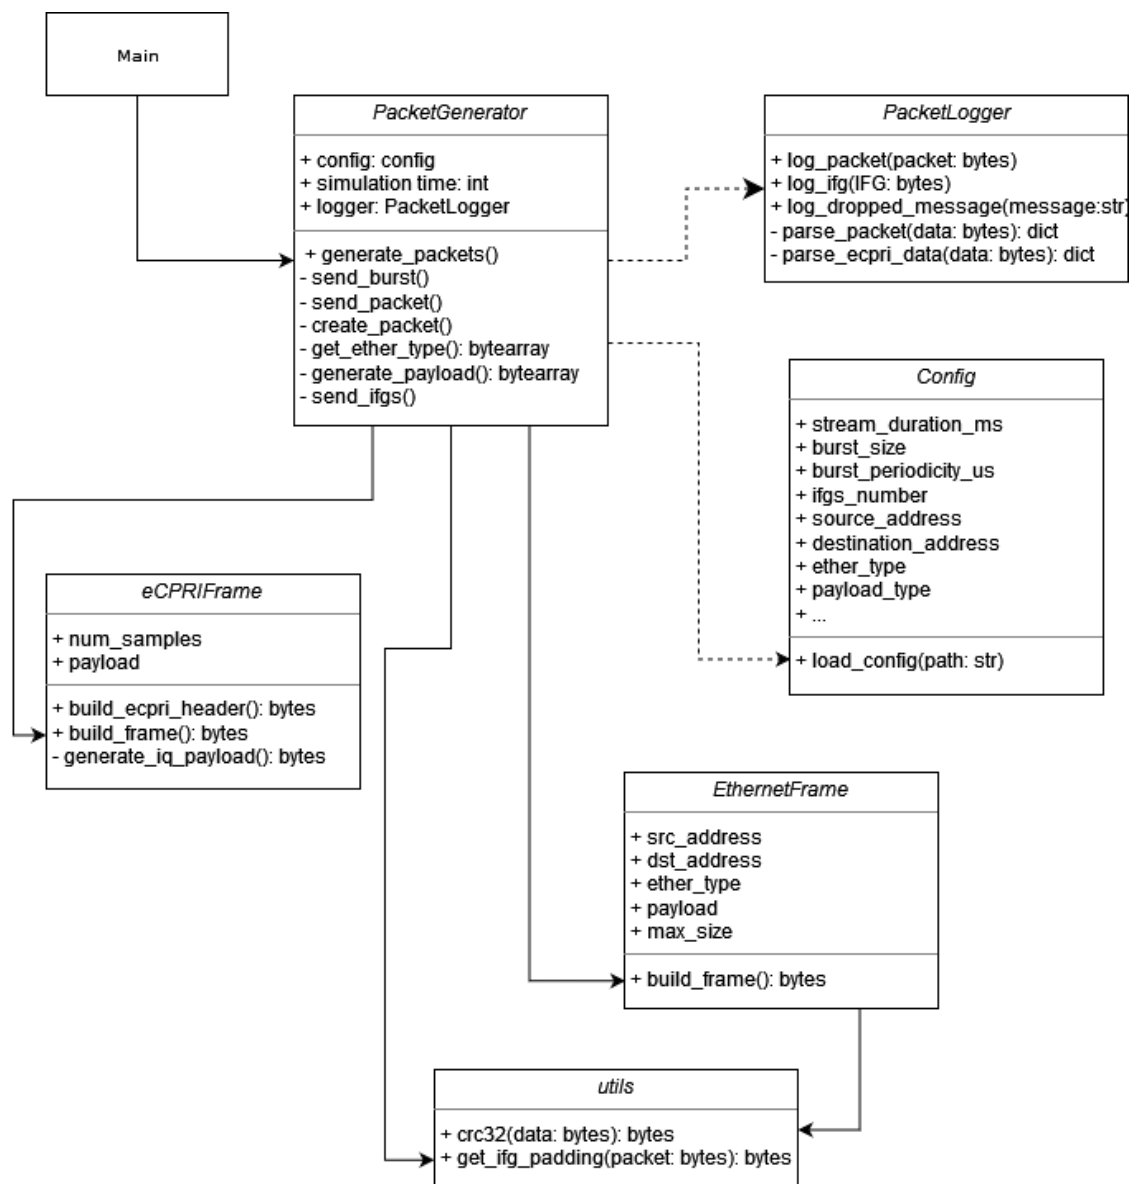 Main
PacketGenerator
+ config: config
+ simulation time: int
+ logger: PacketLogger
+ generate_packets()
- send_burst()
- send_packet()
- create_packet()
- get_ether_type(): bytearray
- generate_payload(): bytearray
- send_ifgs()
PacketLogger
+ log_packet(packet: bytes)
+ log_ifg(IFG: bytes)
+ log_dropped_message(message:str)
- parse_packet(data: bytes): dict
- parse_ecpri_data(data: bytes): dict
Config
+ stream_duration_ms
+ burst_size
+ burst_periodicity_us
+ ifgs_number
+ source_address
+ destination_address
+ ether_type
+ payload_type
+ ...
+ load_config(path: str)
eCPRIFrame
+ num_samples
+ payload
+ build_ecpri_header(): bytes
+ build_frame(): bytes
- generate_iq_payload(): bytes
EthernetFrame
+ src_address
+ dst_address
+ ether_type
+ payload
+ max_size
+ build_frame(): bytes
utils
+ crc32(data: bytes): bytes
+ get_ifg_padding(packet: bytes): bytes